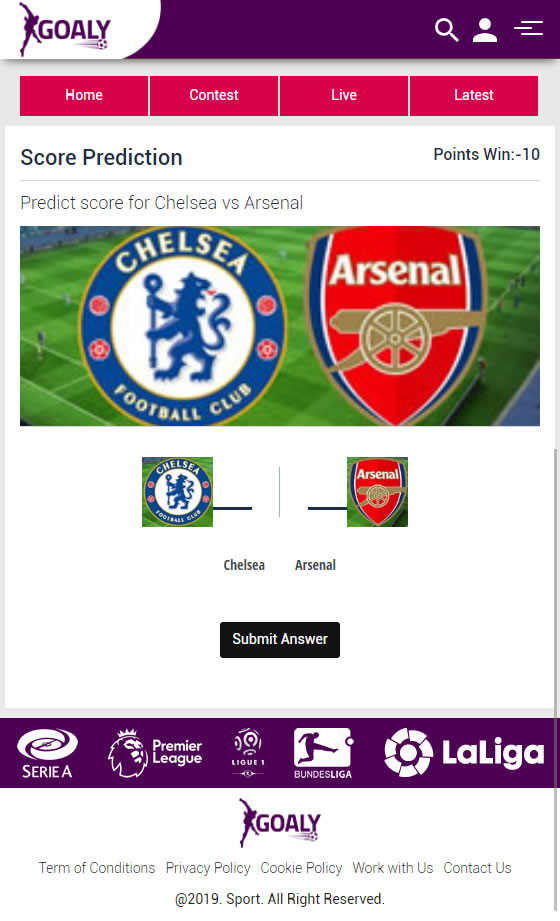 GOALY
Home Contest Live Latest
Score Prediction Points Win:-10
Predict score for Chelsea vs Arsenal
CHELSEA FOOTBALL CLUB Arsenal
CHELSEA FOOTBALL CLUB Arsenal
Chelsea Arsenal
Submit Answer
SERIE A Premier League LIGUE 1 BUNDESLIGA LaLiga
GOALY
Term of Conditions Privacy Policy Cookie Policy Work with Us Contact Us
@2019. Sport. All Right Reserved.